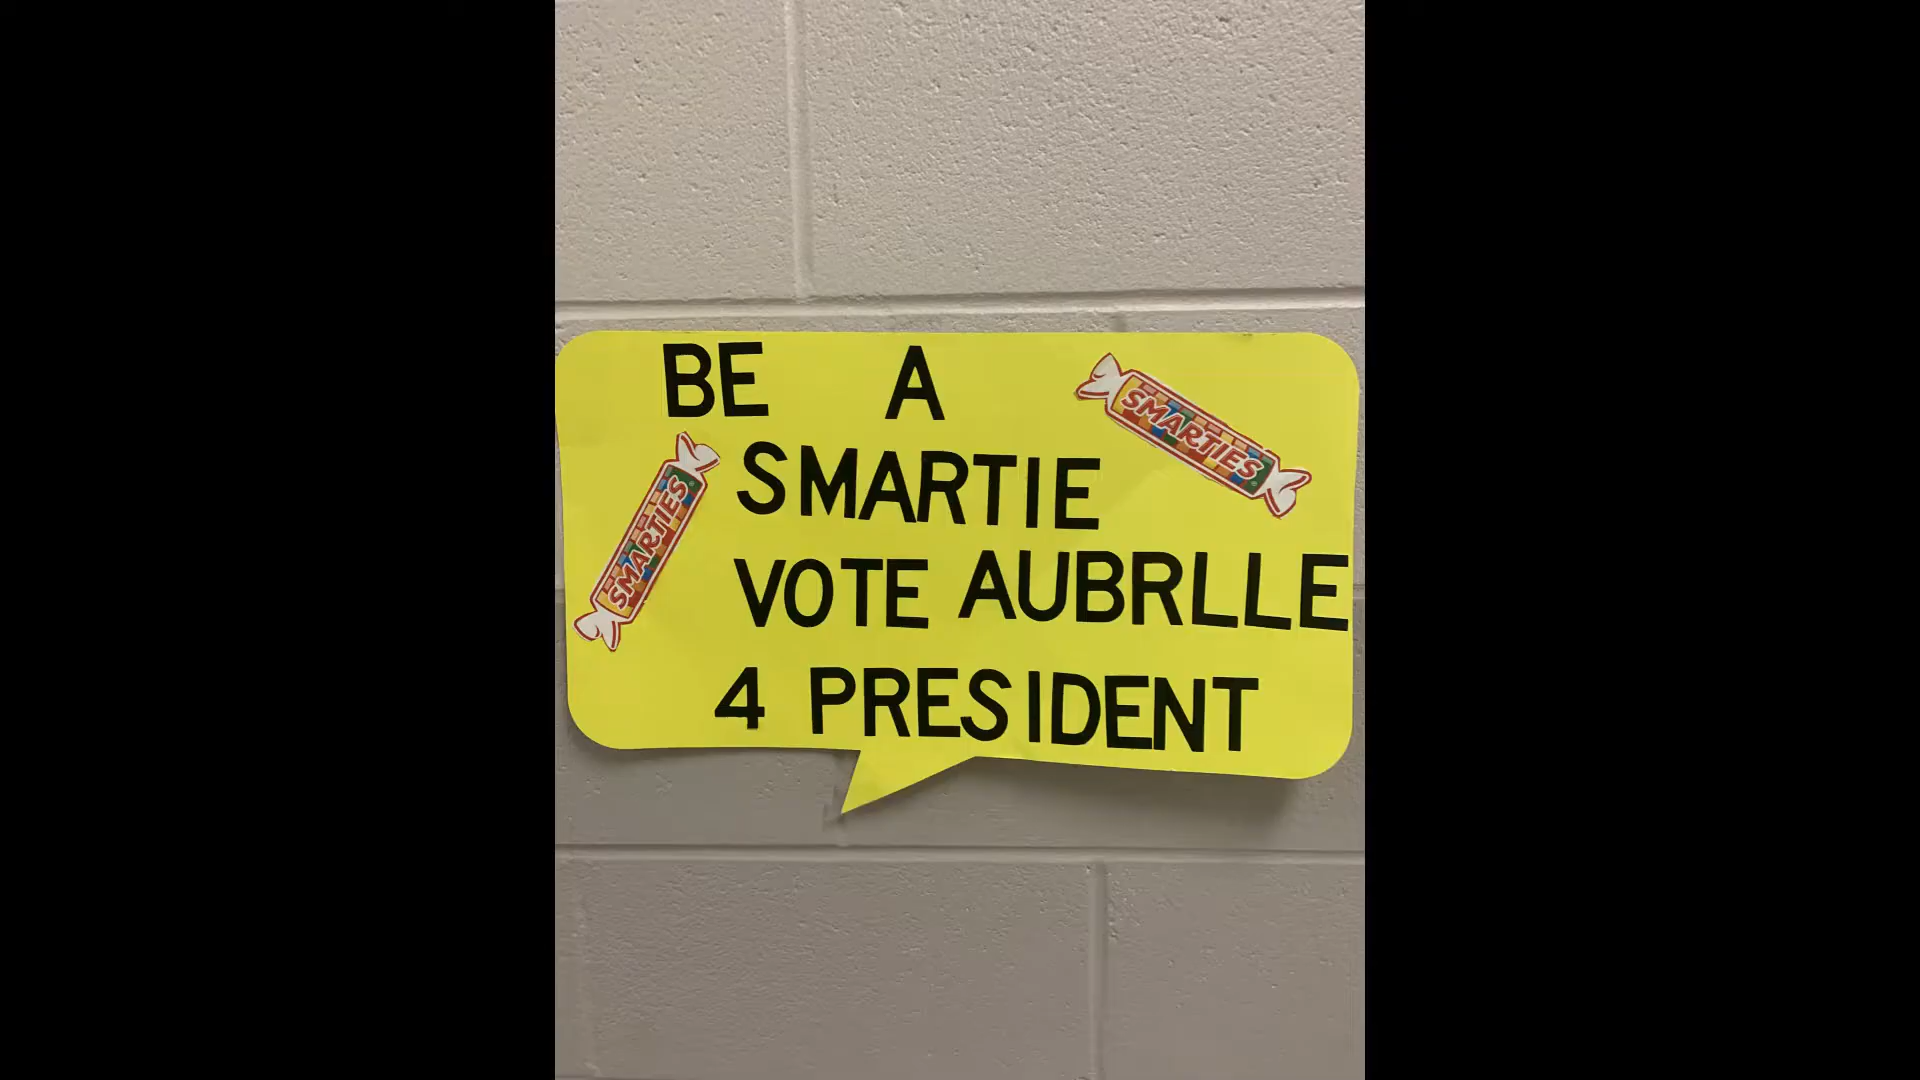 BE A
SMARTIES
SMARTIE
SMARTIES
VOTE AUBRLLE
4 PRESIDENT